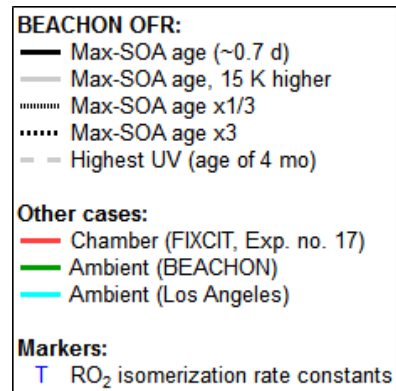 BEACHON OFR:
Max-SOA age (~0.7 d)
Max-SOA age, 15 K higher
Max-SOA age x1/3
Max-SOA age x3
Highest UV (age of 4 mo)
Other cases:
Chamber (FIXCIT, Exp. no. 17)
Ambient (BEACHON)
Ambient (Los Angeles)
Markers:
T RO₂ isomerization rate constants